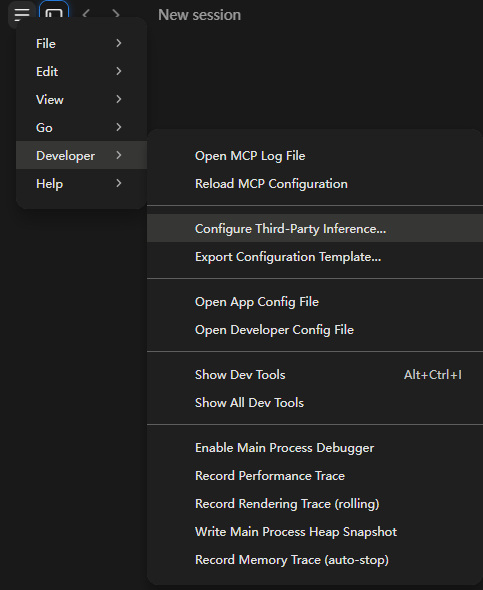 New session
File
Edit
View
Go
Developer
Help
Open MCP Log File
Reload MCP Configuration
Configure Third-Party Inference...
Export Configuration Template...
Open App Config File
Open Developer Config File
Show Dev Tools Alt+Ctrl+I
Show All Dev Tools
Enable Main Process Debugger
Record Performance Trace
Record Rendering Trace (rolling)
Write Main Process Heap Snapshot
Record Memory Trace (auto-stop)